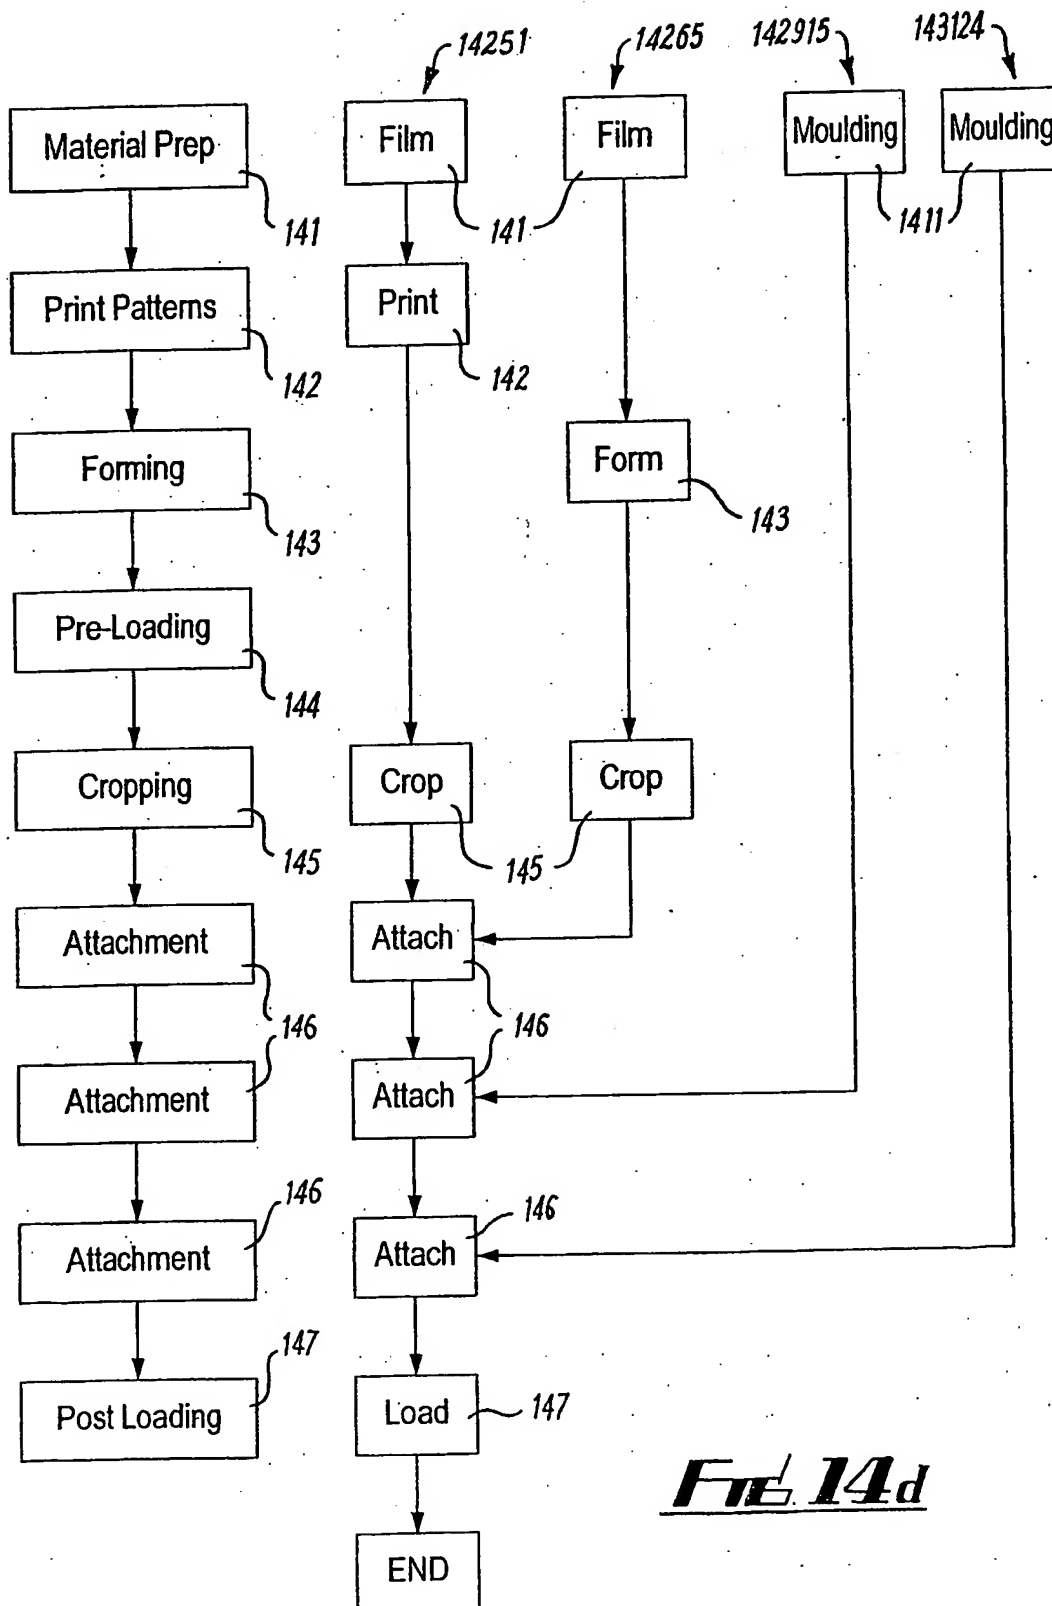 14251
14265
142915
143124
Material Prep
Film
Film
Moulding
Moulding
141
141
1411
Print Patterns
Print
142
142
Forming
Form
143
143
Pre-Loading
144
Cropping
Crop
Crop
145
145
Attachment
Attach
146
146
Attachment
Attach
146
146
Attachment
Attach
147
Post Loading
Load
147
FIG. 14d
END